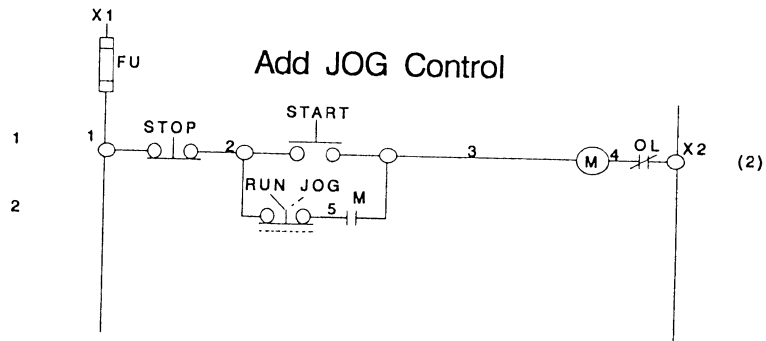 X1
FU
Add JOG Control
START
1 1 STOP 2 3 M 4 OL X2 (2)
RUN JOG
2 5 M